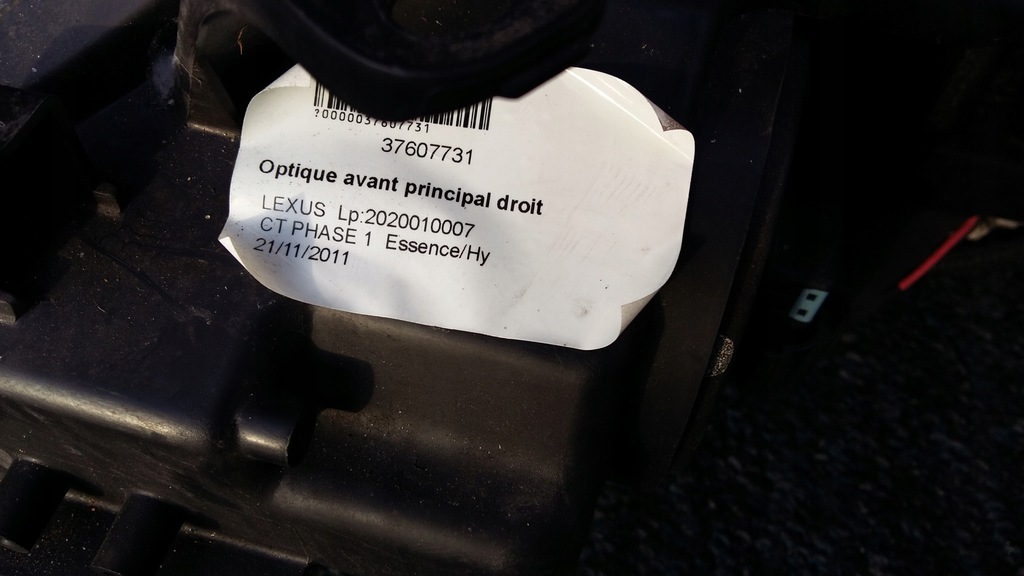 ?0000037607731
37607731
Optique avant principal droit
LEXUS Lp:2020010007
CT PHASE 1 Essence/Hy
21/11/2011